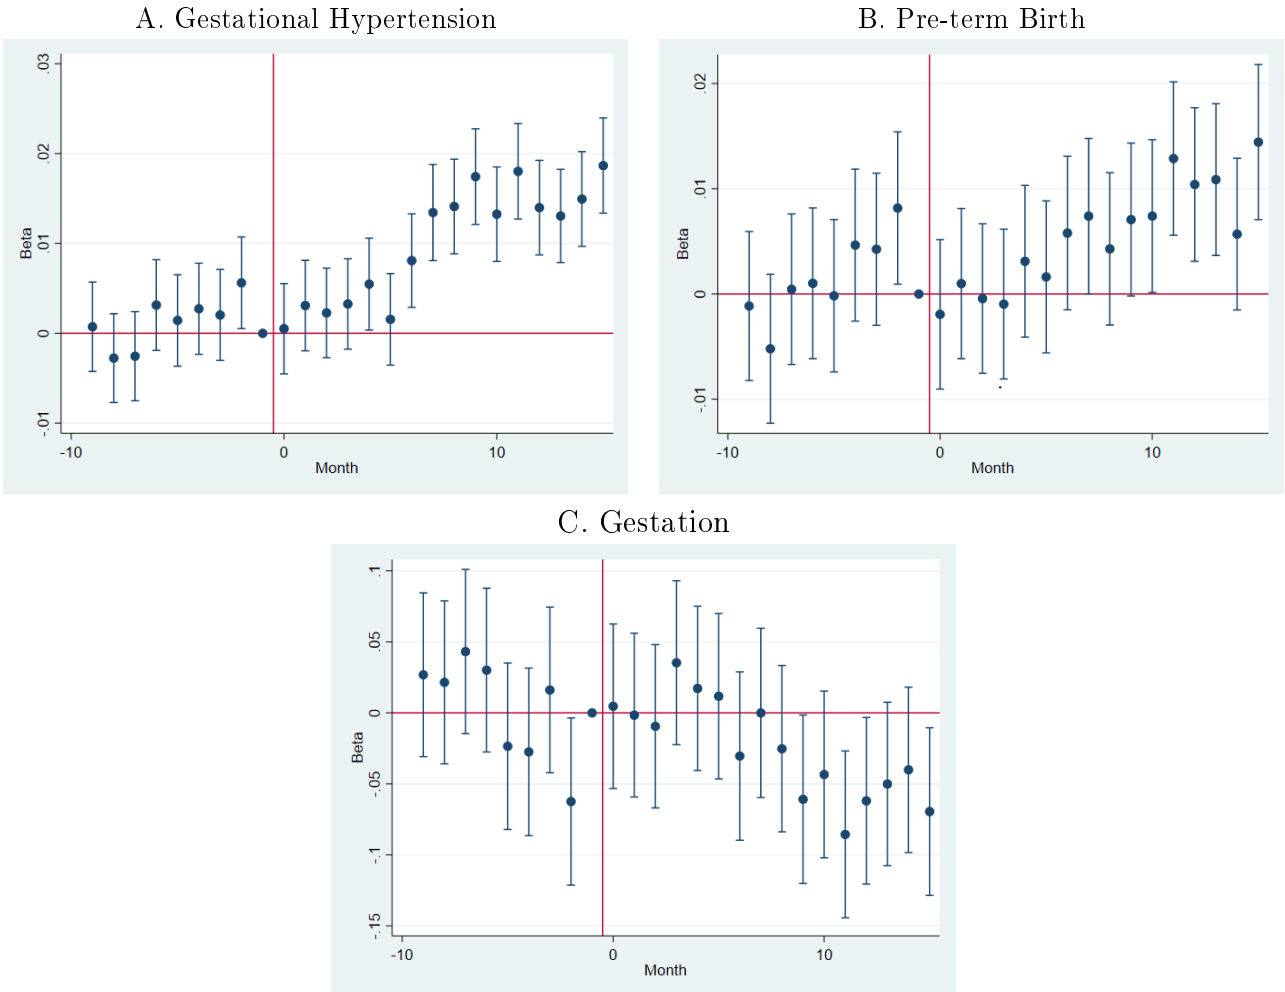 A. Gestational Hypertension
.03
.02
.01
0
-.01
Beta
-10
0
10
Month
B. Pre-term Birth
.02
.01
0
-.01
Beta
-10
0
10
Month
C. Gestation
.1
.05
0
-.05
-.1
-.15
Beta
-10
0
10
Month